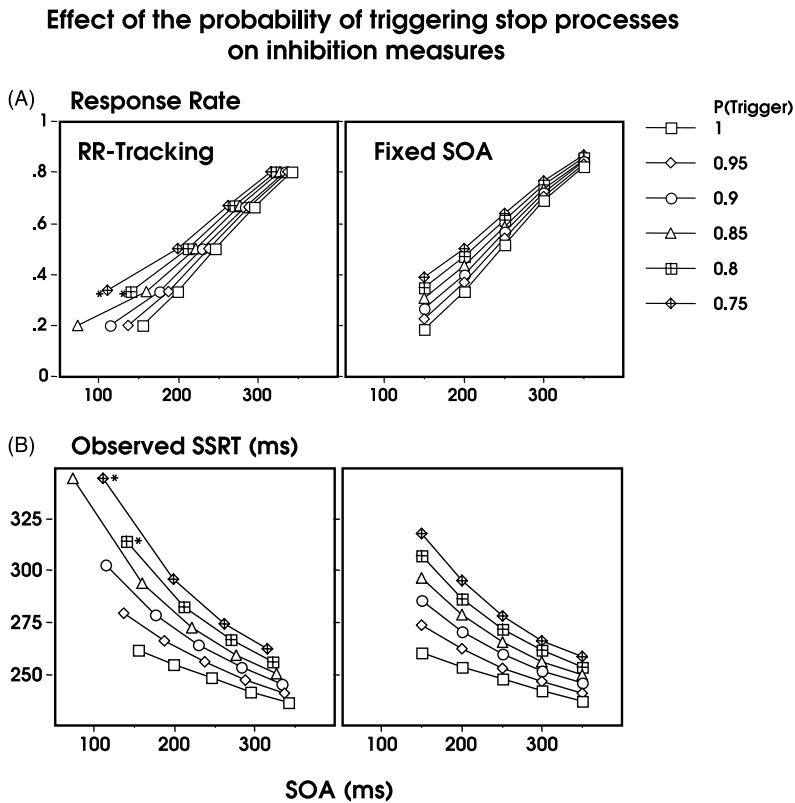 Effect of the probability of triggering stop processes
on inhibition measures
(A) Response Rate
P(Trigger)
1
0.95
0.9
0.85
0.8
0.75
RR-Tracking
Fixed SOA
1
.8
.6
.4
.2
0
* *
100 200 300
100 200 300
(B) Observed SSRT (ms)
*
*
325
300
275
250
100 200 300
100 200 300
SOA (ms)